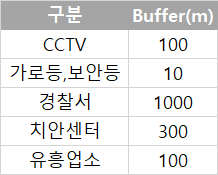 구분 Buffer(m)
CCTV 100
가로등,보안등 10
경찰서 1000
치안센터 300
유흥업소 100